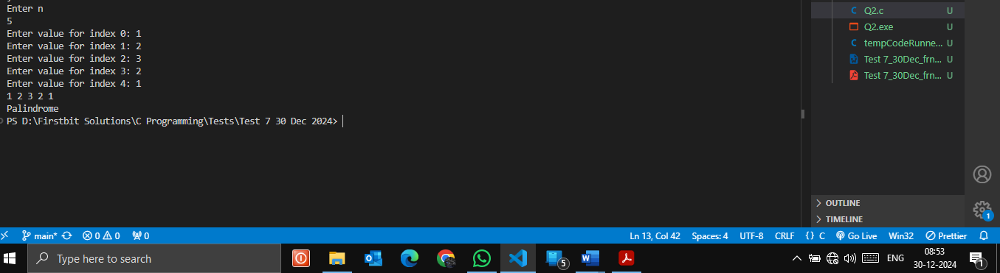 Enter n
5
Enter value for index 0: 1
Enter value for index 1: 2
Enter value for index 2: 3
Enter value for index 3: 2
Enter value for index 4: 1
1 2 3 2 1
Palindrome
PS D:\Firstbit Solutions\C Programming\Tests\Test 7 30 Dec 2024>
C Q2.c U
Q2.exe U
C tempCodeRunne... U
Test 7_30Dec_frn... U
Test 7_30Dec_frn... U
OUTLINE
TIMELINE
1
main* 0 0 0 Ln 13, Col 42 Spaces: 4 UTF-8 CRLF {} C Go Live Win32 Prettier
Type here to search 5 ENG 08:53
30-12-2024 1